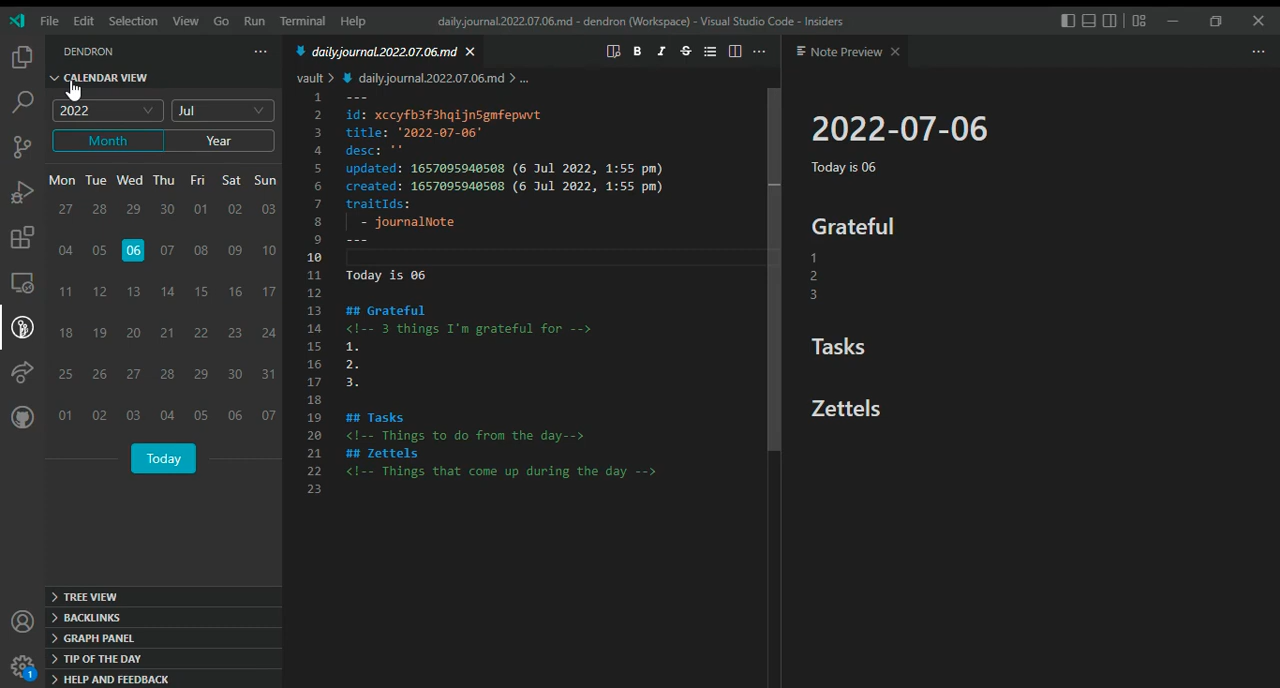 File Edit Selection View Go Run Terminal Help daily.journal.2022.07.06.md - dendron (Workspace) - Visual Studio Code - Insiders
DENDRON
CALENDAR VIEW
2022 Jul
Month Year
Mon Tue Wed Thu Fri Sat Sun
27 28 29 30 01 02 03
04 05 06 07 08 09 10
11 12 13 14 15 16 17
18 19 20 21 22 23 24
25 26 27 28 29 30 31
01 02 03 04 05 06 07
Today
TREE VIEW
BACKLINKS
GRAPH PANEL
TIP OF THE DAY
HELP AND FEEDBACK
1
daily.journal.2022.07.06.md
B I S
vault > daily.journal.2022.07.06.md > ...
1 ---
2 id: xccyfb3f3hqijn5gmfepwvt
3 title: '2022-07-06'
4 desc: ''
5 updated: 1657095940508 (6 Jul 2022, 1:55 pm)
6 created: 1657095940508 (6 Jul 2022, 1:55 pm)
7 traitIds:
8 - journalNote
9 ---
10
11 Today is 06
12
13 ## Grateful
14 <!-- 3 things I'm grateful for -->
15 1.
16 2.
17 3.
18
19 ## Tasks
20 <!-- Things to do from the day-->
21 ## Zettels
22 <!-- Things that come up during the day -->
23
Note Preview
2022-07-06
Today is 06
Grateful
1
2
3
Tasks
Zettels